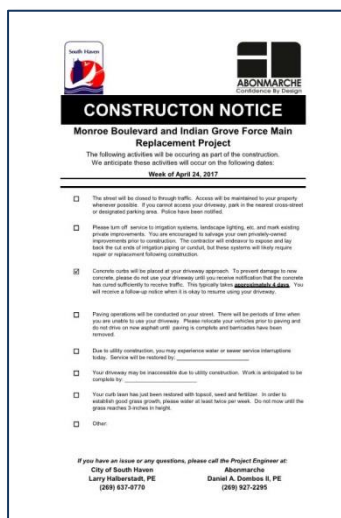 South Haven
ABONMARCHE
Confidence By Design
CONSTRUCTON NOTICE
Monroe Boulevard and Indian Grove Force Main
Replacement Project
The following activities will be occuring as part of the construction.
We anticipate these activities will occur on the following dates:
Week of April 24, 2017
The street will be closed to through traffic. Access will be maintained to your property
whenever possible. If you cannot access your driveway, park in the nearest cross-street
or designated parking area. Police have been notified.
Please turn off service to irrigation systems, landscape lighting, etc. and mark existing
private improvements. You are encouraged to salvage your own privately-owned
improvements prior to construction. The contractor will endeavor to expose and lay
back the cut ends of irrigation piping or conduit, but these systems will likely require
repair or replacement following construction.
Concrete curbs will be placed at your driveway approach. To prevent damage to new
concrete, please do not use your driveway until you receive notification that the concrete
has cured sufficiently to receive traffic. This typically takes approximately 4 days. You
will receive a follow-up notice when it is okay to resume using your driveway.
Paving operations will be conducted on your street. There will be periods of time when
you are unable to use your driveway. Please relocate your vehicles prior to paving and
do not drive on new asphalt until paving is complete and barricades have been
removed.
Due to utility construction, you may experience water or sewer service interruptions
today. Service will be restored by:
Your driveway may be inaccessible due to utility construction. Work is anticipated to be
complete by:
Your curb lawn has just been restored with topsoil, seed and fertilizer. In order to
establish good grass growth, please water at least twice per week. Do not mow until the
grass reaches 3-inches in height.
Other:
If you have an issue or any questions, please call the Project Engineer at:
City of South Haven Abonmarche
Larry Halberstadt, PE Daniel A. Dombos II, PE
(269) 637-0770 (269) 927-2295